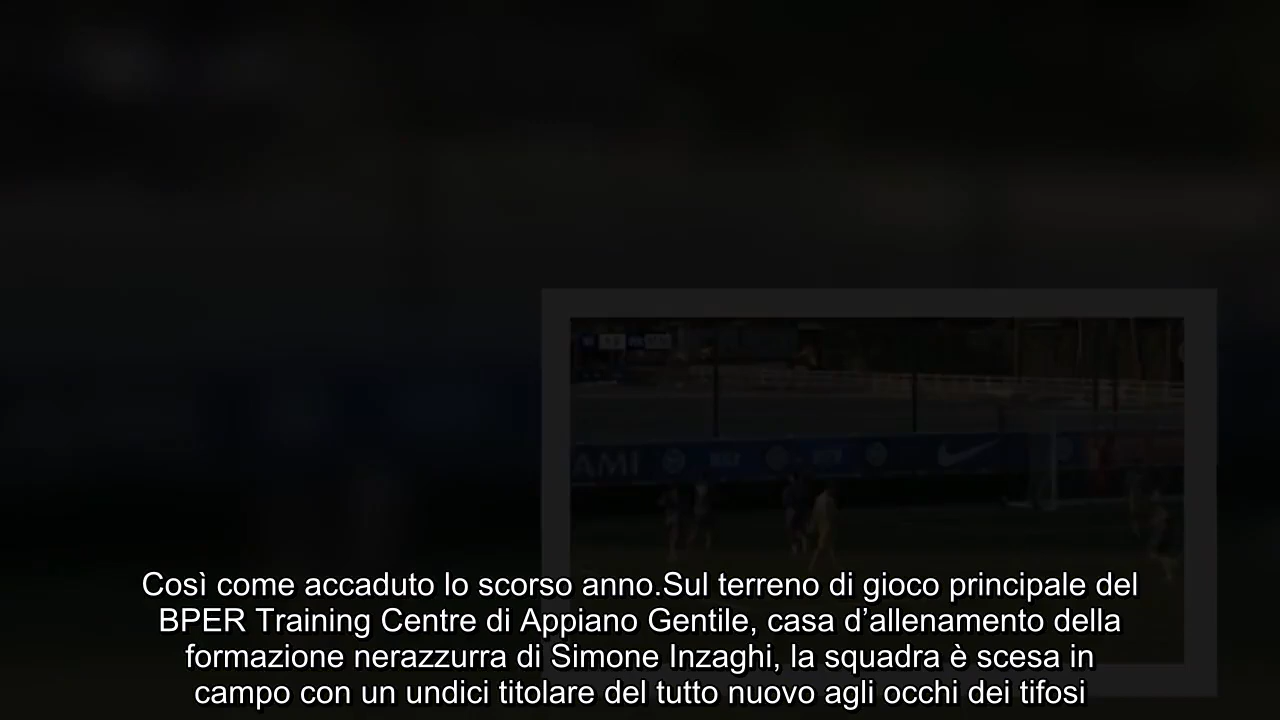 AMI
Così come accaduto lo scorso anno.Sul terreno di gioco principale del
BPER Training Centre di Appiano Gentile, casa d’allenamento della
formazione nerazzurra di Simone Inzaghi, la squadra è scesa in
campo con un undici titolare del tutto nuovo agli occhi dei tifosi